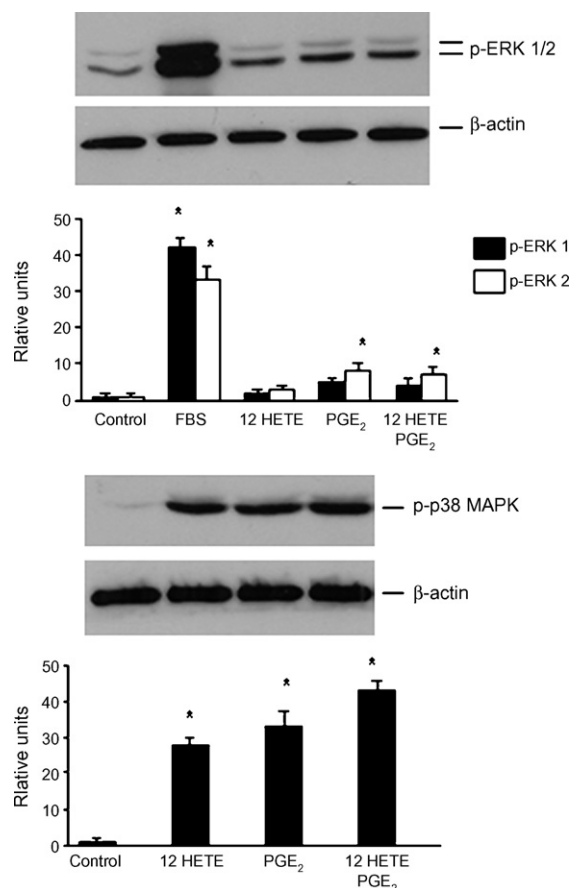 p-ERK 1/2
β-actin
50
40
30
20
10
0
Rlative units
* *
* *
p-ERK 1
p-ERK 2
Control FBS 12 HETE PGE₂ 12 HETE
PGE₂
p-p38 MAPK
β-actin
50
40
30
20
10
0
Rlative units
* * *
Control 12 HETE PGE₂ 12 HETE
PGE₂